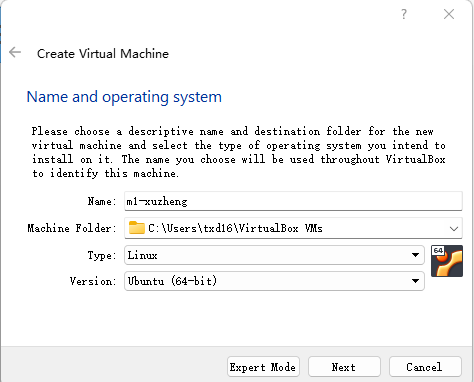 ?
Create Virtual Machine
Name and operating system
Please choose a descriptive name and destination folder for the new
virtual machine and select the type of operating system you intend to
install on it. The name you choose will be used throughout VirtualBox
to identify this machine.
Name: m1-xuzheng
Machine Folder: C:\Users\txd16\VirtualBox VMs
Type: Linux
64
Version: Ubuntu (64-bit)
Expert Mode Next Cancel